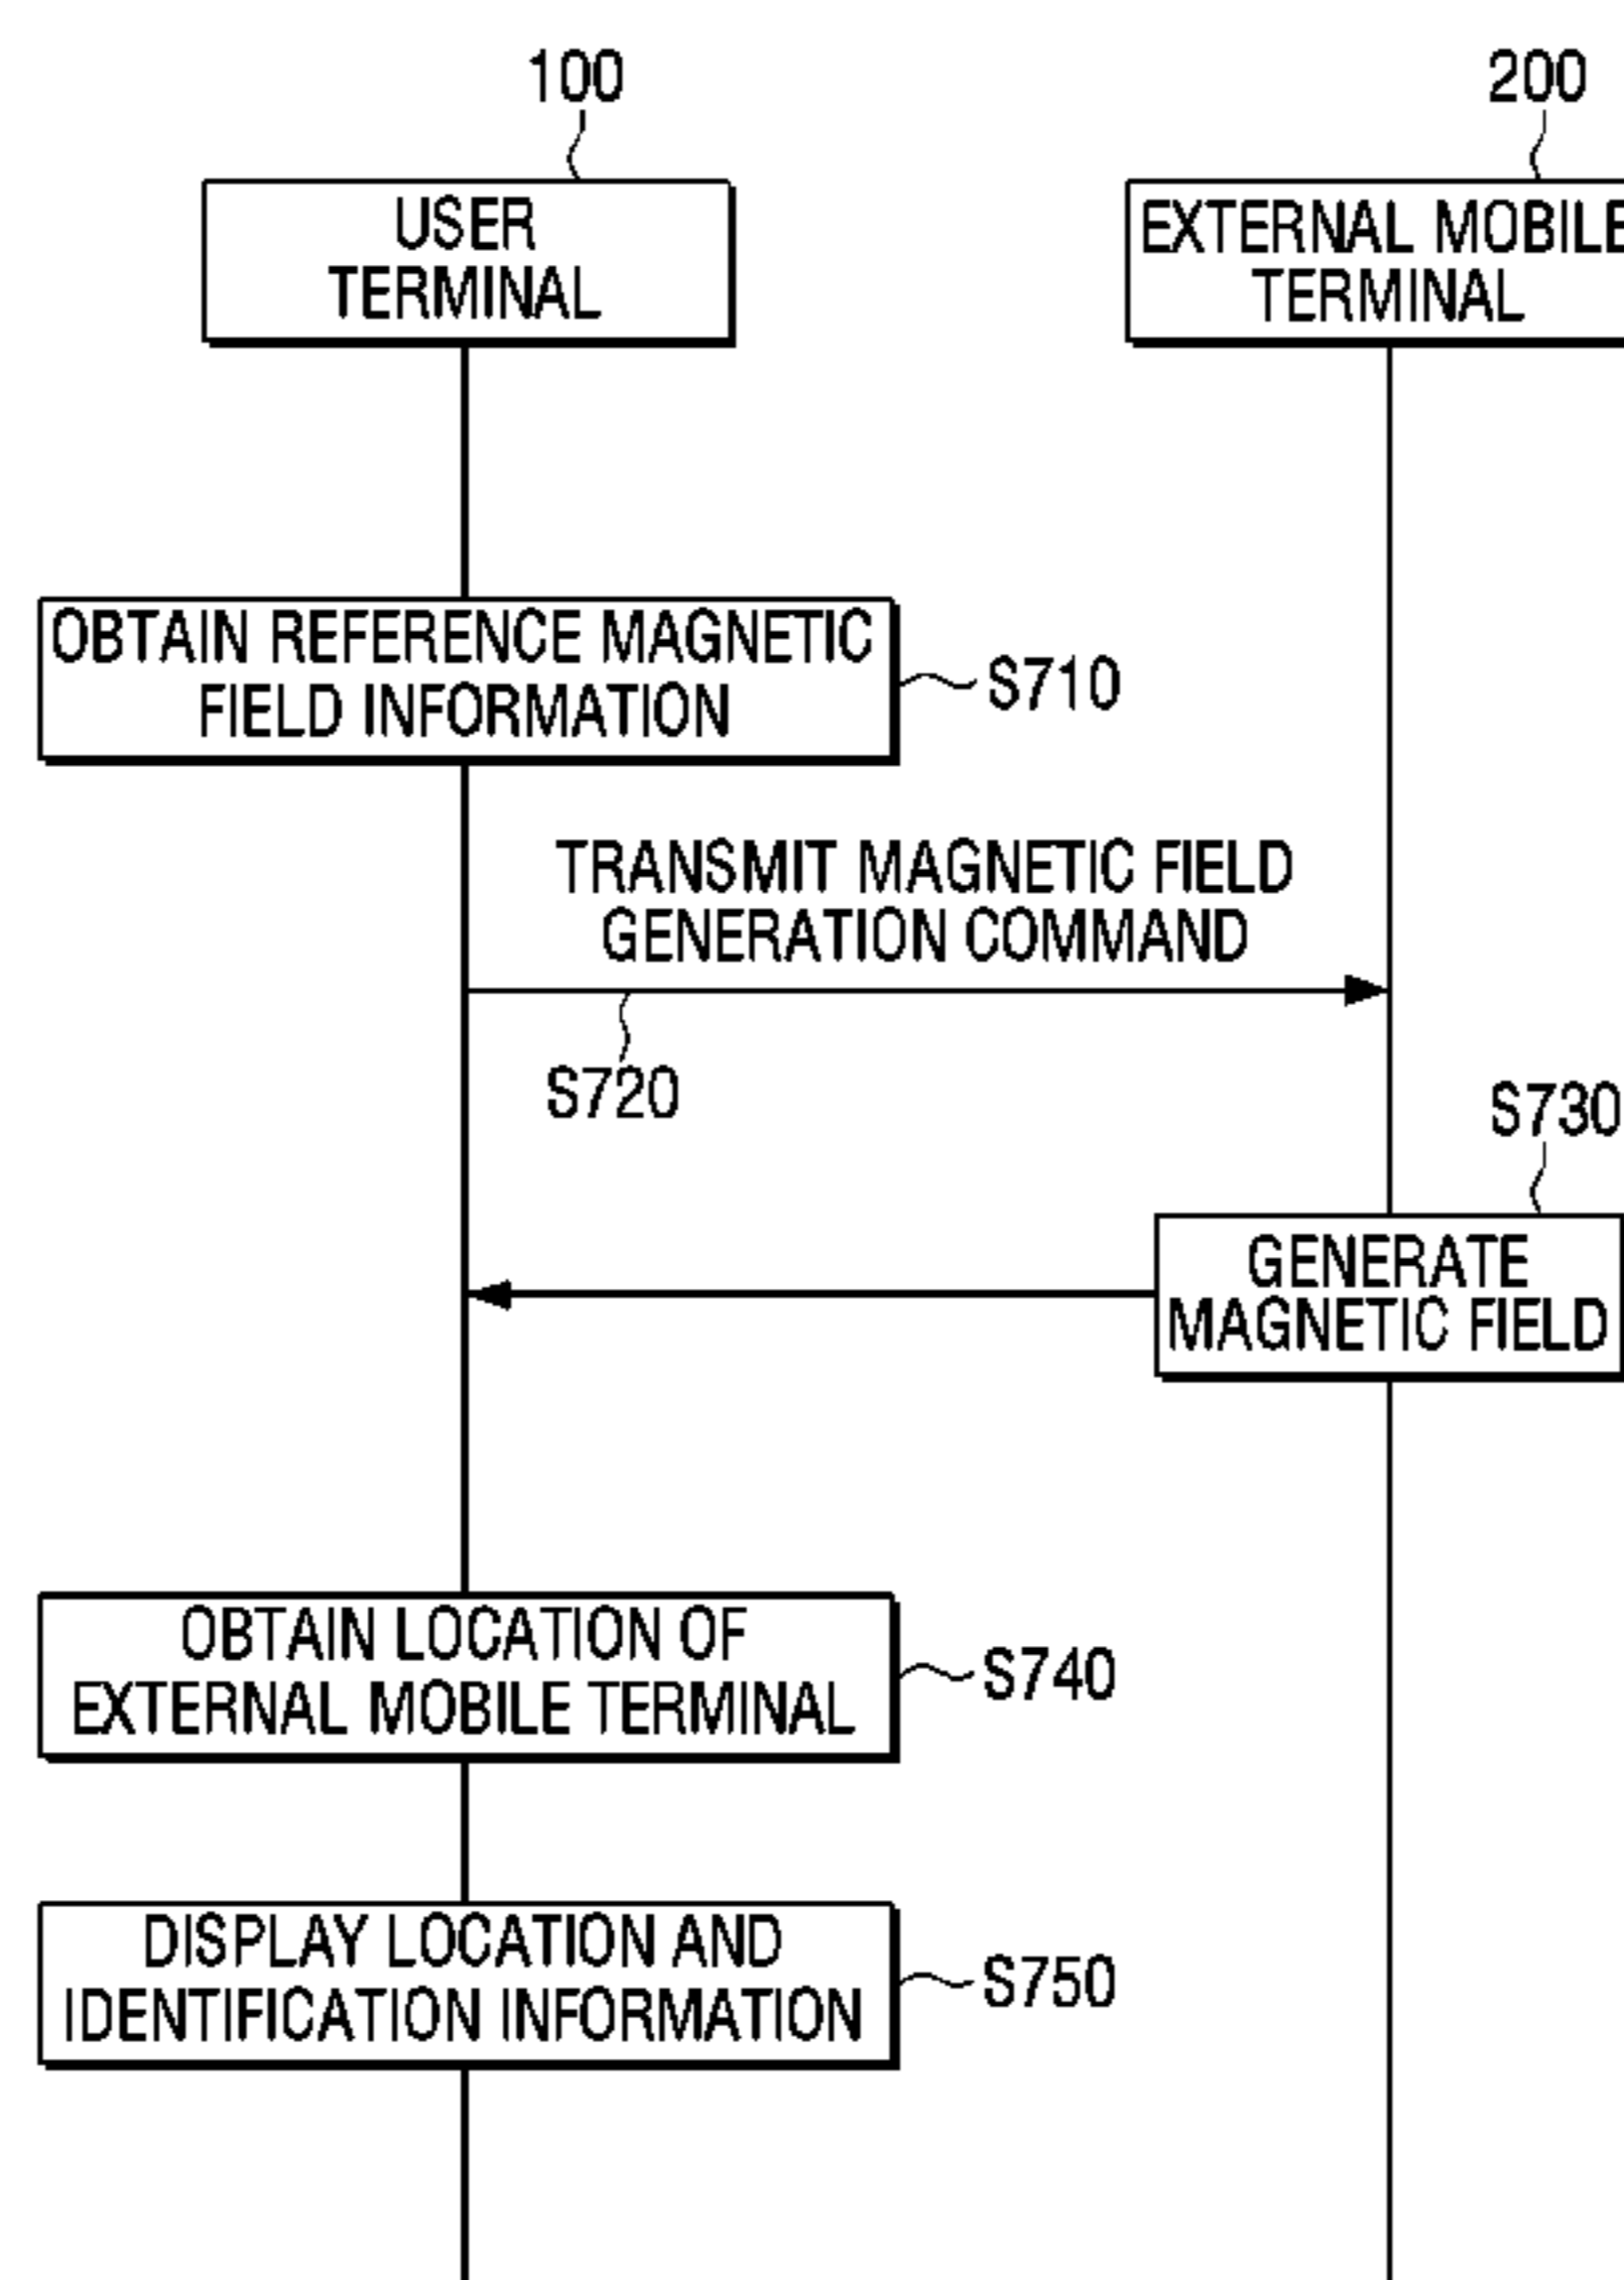 100
200
USER
TERMINAL
EXTERNAL MOBILE
TERMINAL
OBTAIN REFERENCE MAGNETIC
FIELD INFORMATION
S710
TRANSMIT MAGNETIC FIELD
GENERATION COMMAND
S720
S730
GENERATE
MAGNETIC FIELD
OBTAIN LOCATION OF
EXTERNAL MOBILE TERMINAL
S740
DISPLAY LOCATION AND
IDENTIFICATION INFORMATION
S750